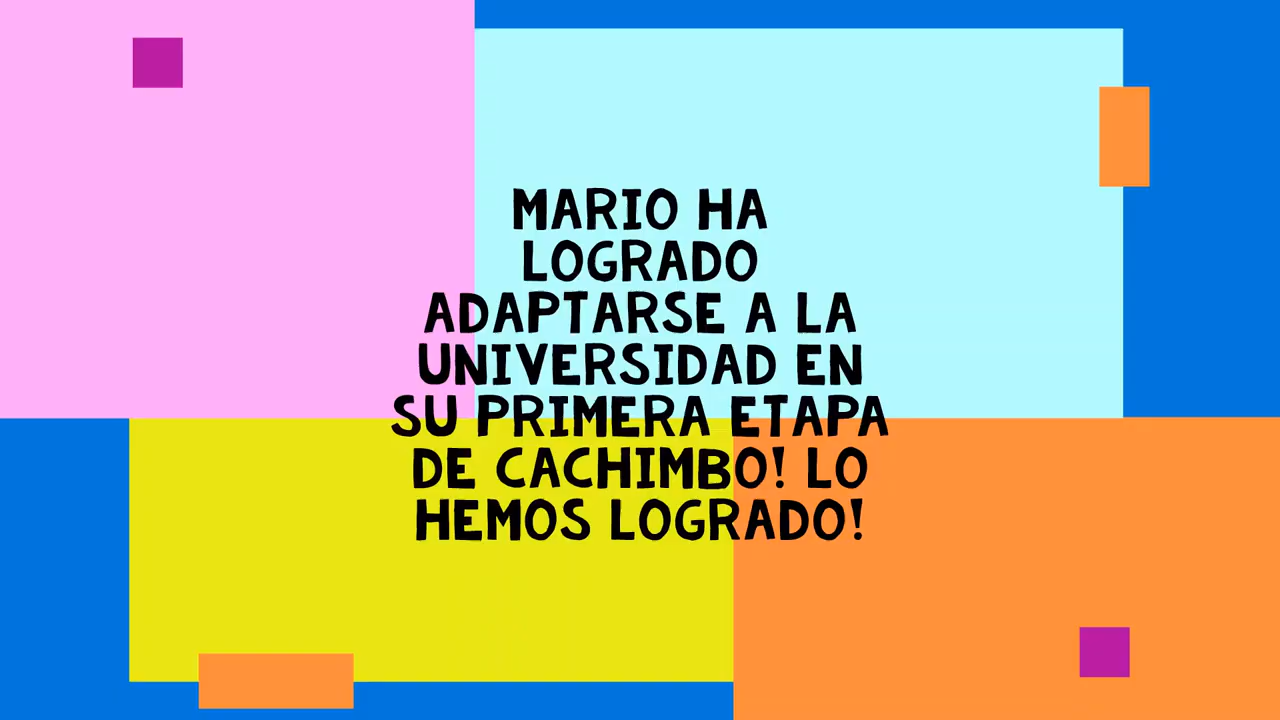 MARIO HA
LOGRADO
ADAPTARSE A LA
UNIVERSIDAD EN
SU PRIMERA ETAPA
DE CACHIMBO! LO
HEMOS LOGRADO!